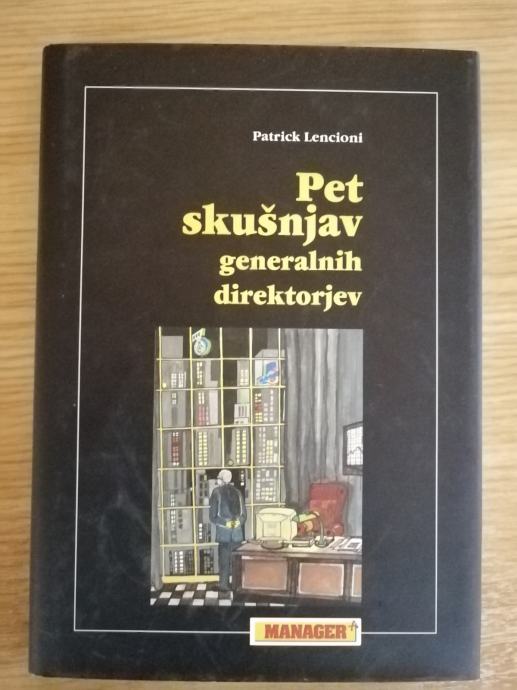 Patrick Lencioni
Pet
skušnjav
generalnih
direktorjev
MANAGER